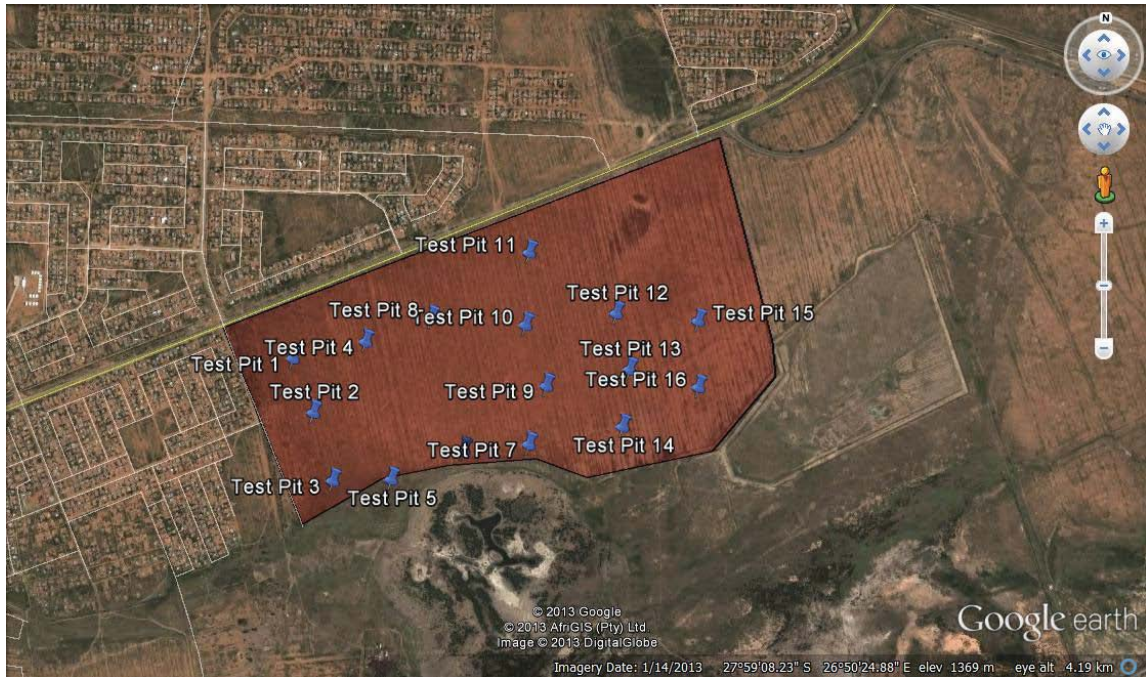 N
Test Pit 11
Test Pit 12
Test Pit 8
Test Pit 10
Test Pit 15
Test Pit 4
Test Pit 13
Test Pit 1
Test Pit 16
Test Pit 2
Test Pit 9
Test Pit 7
Test Pit 14
Test Pit 3
Test Pit 5
© 2013 Google
© 2013 AfriGIS (Pty) Ltd
Image © 2013 DigitalGlobe
Google earth
Imagery Date: 1/14/2013 27°59'08.23" S 26°50'24.88" E elev 1369 m eye alt 4.19 km